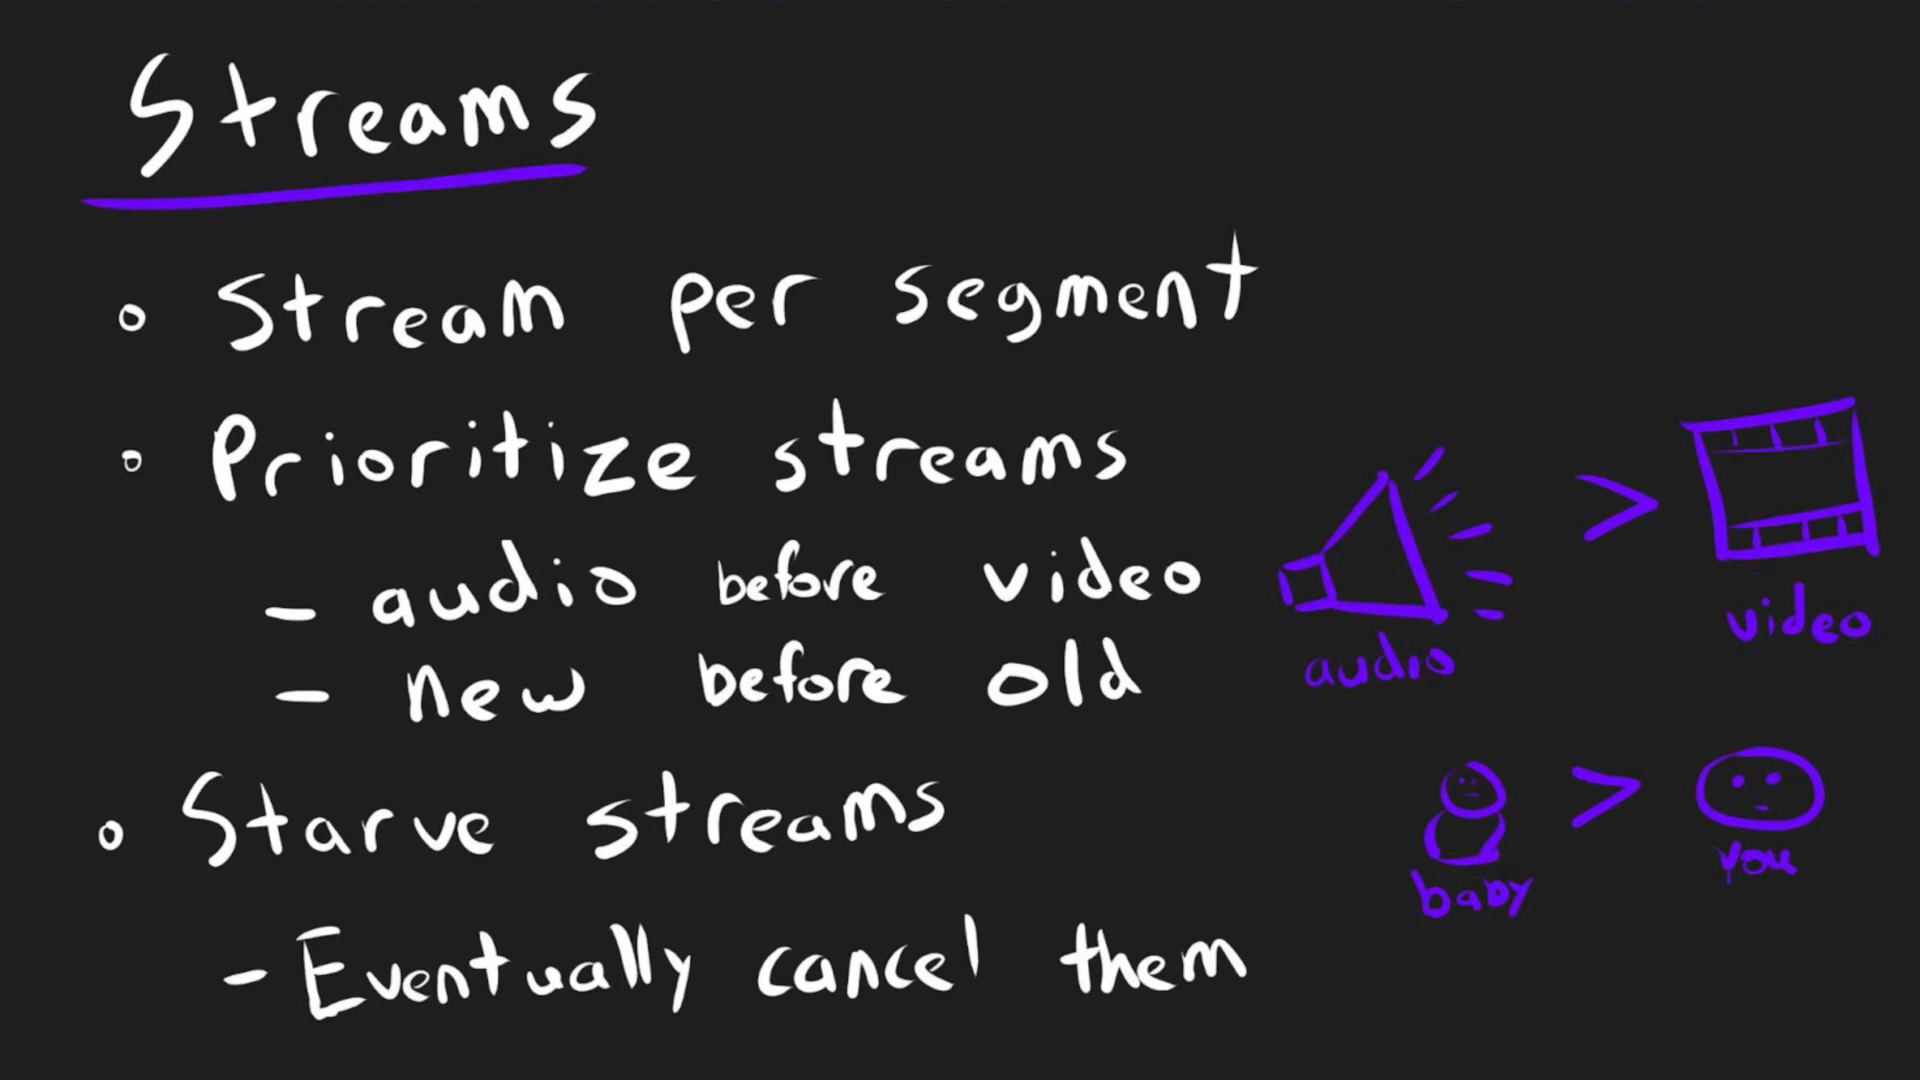 Streams
◦ Stream per segment
◦ Prioritize streams
- audio before video
- new before old
◦ Starve streams
- Eventually cancel them
>
audio
video
>
baby
you